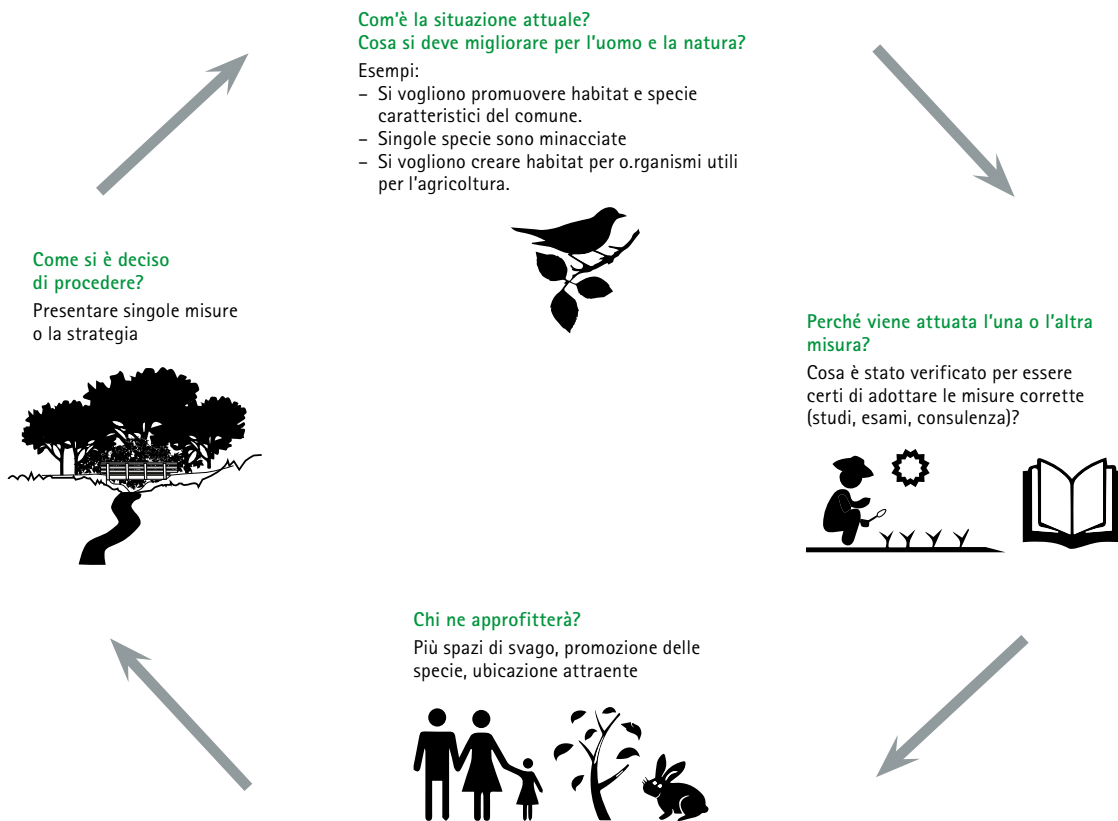 Com'è la situazione attuale?
Cosa si deve migliorare per l'uomo e la natura?
Esempi:
– Si vogliono promuovere habitat e specie
caratteristici del comune.
– Singole specie sono minacciate
– Si vogliono creare habitat per o.rganismi utili
per l'agricoltura.
Perché viene attuata l'una o l'altra
misura?
Cosa è stato verificato per essere
certi di adottare le misure corrette
(studi, esami, consulenza)?
Chi ne approfitterà?
Più spazi di svago, promozione delle
specie, ubicazione attraente
Come si è deciso
di procedere?
Presentare singole misure
o la strategia